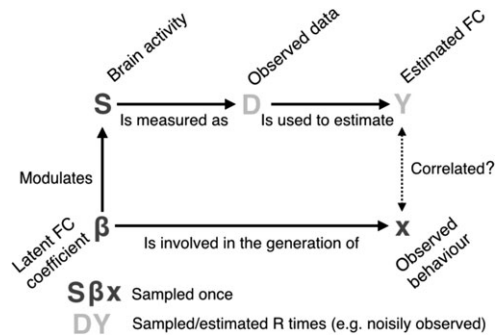 Brain activity
Observed data
Estimated FC
S
D
Y
Is measured as
Is used to estimate
Modulates
Correlated?
Latent FC
coefficient
β
Is involved in the generation of
x
Observed
behaviour
Sβx Sampled once
DY Sampled/estimated R times (e.g. noisily observed)